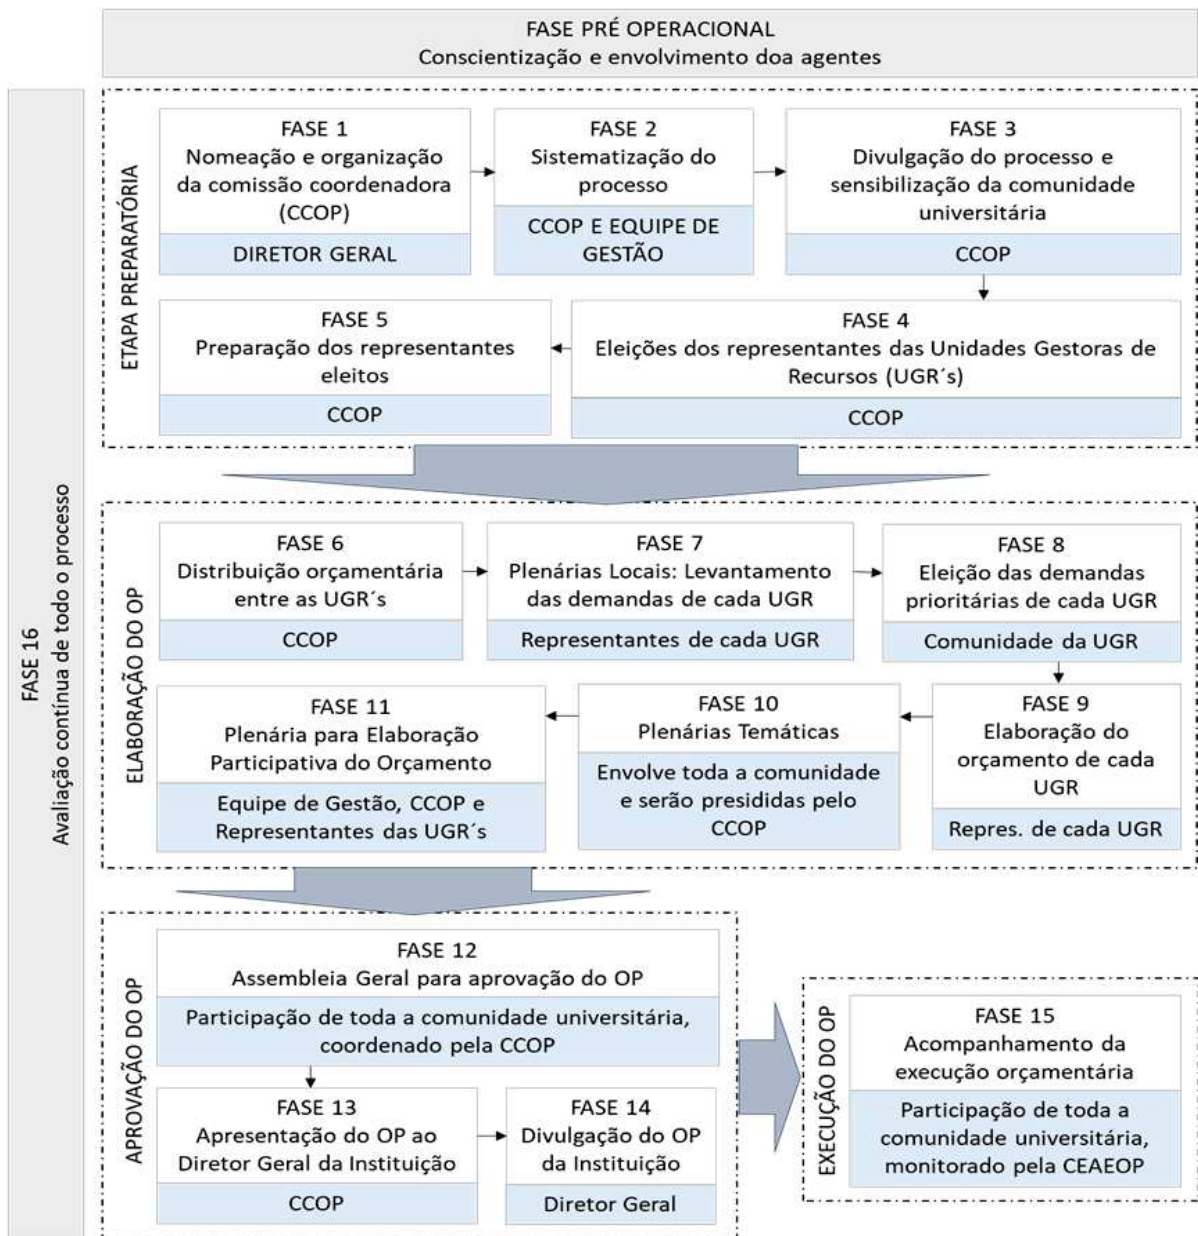 FASE PRÉ OPERACIONAL
Conscientização e envolvimento doa agentes
FASE 16
Avaliação contínua de todo o processo
ETAPA PREPARATÓRIA
FASE 1
Nomeação e organização
da comissão coordenadora
(CCOP)
DIRETOR GERAL
FASE 2
Sistematização do
processo
CCOP E EQUIPE DE
GESTÃO
FASE 3
Divulgação do processo e
sensibilização da comunidade
universitária
CCOP
FASE 4
Eleições dos representantes das Unidades Gestoras de
Recursos (UGR´s)
CCOP
FASE 5
Preparação dos representantes
eleitos
CCOP
ELABORAÇÃO DO OP
FASE 6
Distribuição orçamentária
entre as UGR´s
CCOP
FASE 7
Plenárias Locais: Levantamento
das demandas de cada UGR
Representantes de cada UGR
FASE 8
Eleição das demandas
prioritárias de cada UGR
Comunidade da UGR
FASE 9
Elaboração do
orçamento de cada
UGR
Repres. de cada UGR
FASE 10
Plenárias Temáticas
Envolve toda a comunidade
e serão presididas pelo
CCOP
FASE 11
Plenária para Elaboração
Participativa do Orçamento
Equipe de Gestão, CCOP e
Representantes das UGR´s
APROVAÇÃO DO OP
FASE 12
Assembleia Geral para aprovação do OP
Participação de toda a comunidade universitária,
coordenado pela CCOP
FASE 13
Apresentação do OP ao
Diretor Geral da Instituição
CCOP
FASE 14
Divulgação do OP
da Instituição
Diretor Geral
EXECUÇÃO DO OP
FASE 15
Acompanhamento da
execução orçamentária
Participação de toda a
comunidade universitária,
monitorado pela CEAEOP